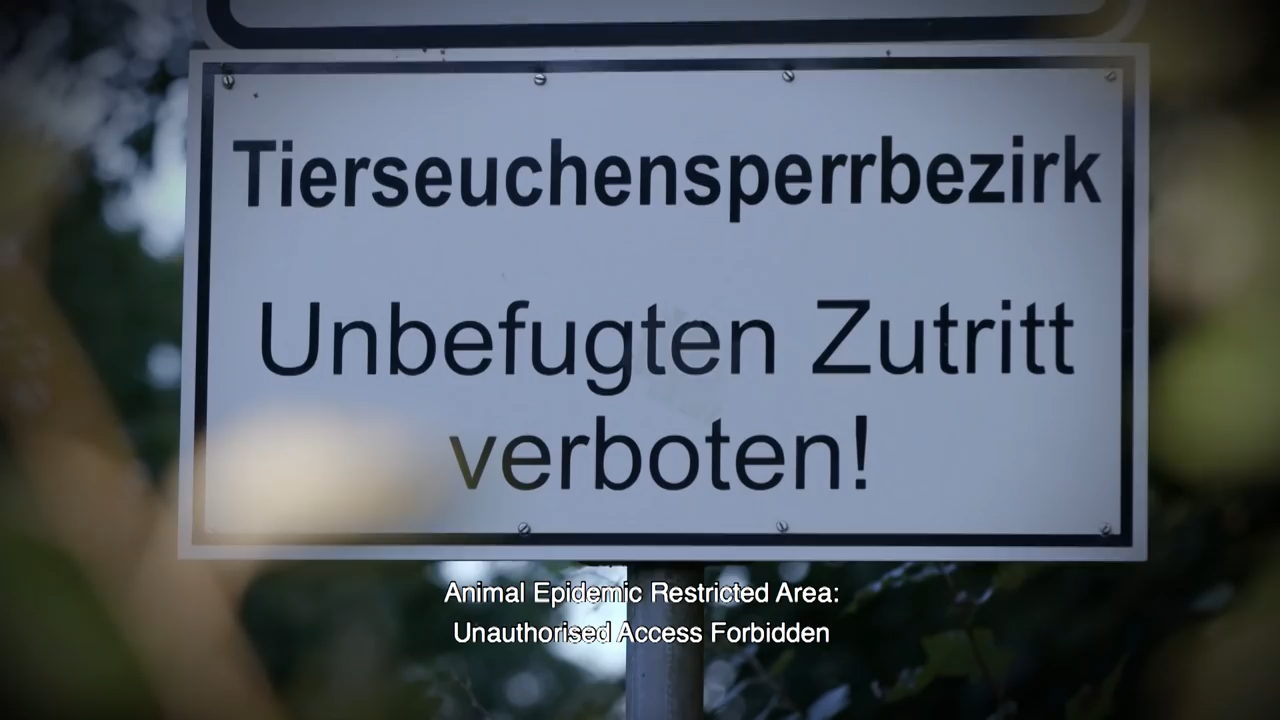 Tierseuchensperrbezirk
Unbefugten Zutritt
verboten!
Animal Epidemic Restricted Area:
Unauthorised Access Forbidden